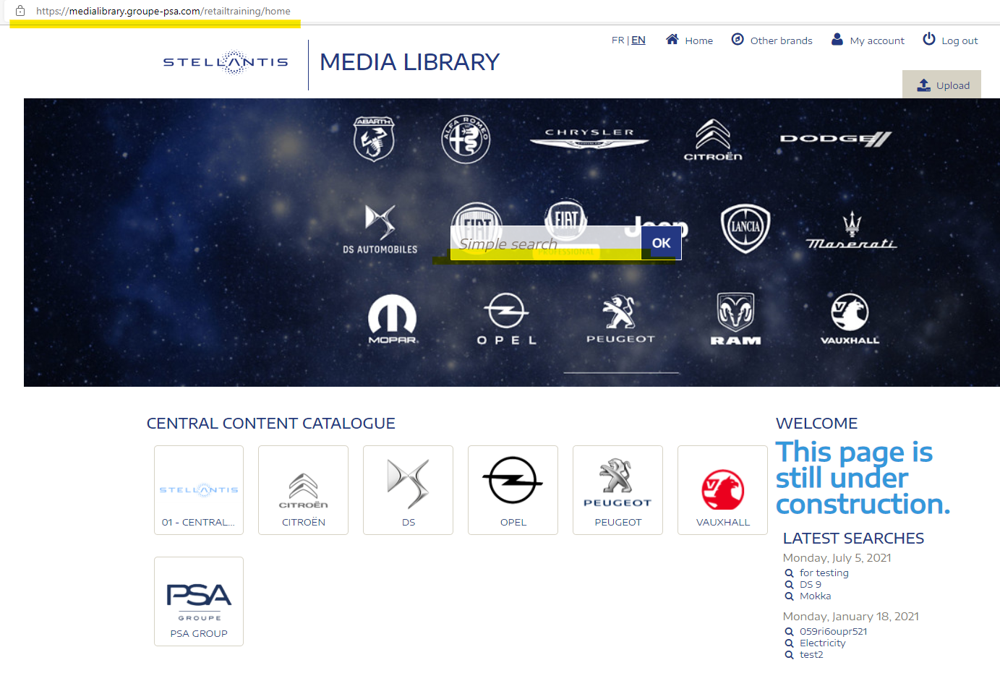 https://medialibrary.groupe-psa.com/retailtraining/home
FR | EN Home Other brands My account Log out
STELLANTIS MEDIA LIBRARY
Upload
ABARTH ALFA ROMEO CHRYSLER CITROËN DODGE
DS AUTOMOBILES FIAT FIAT PROFESSIONAL Jeep LANCIA Maserati
Simple search OK
MOPAR OPEL PEUGEOT RAM VAUXHALL
CENTRAL CONTENT CATALOGUE
STELLANTIS CITROËN PEUGEOT
01 - CENTRAL... CITROËN DS OPEL PEUGEOT VAUXHALL
PSA
GROUPE
PSA GROUP
WELCOME
This page is
still under
construction.
LATEST SEARCHES
Monday, July 5, 2021
for testing
DS 9
Mokka
Monday, January 18, 2021
059ri6oupr521
Electricity
test2